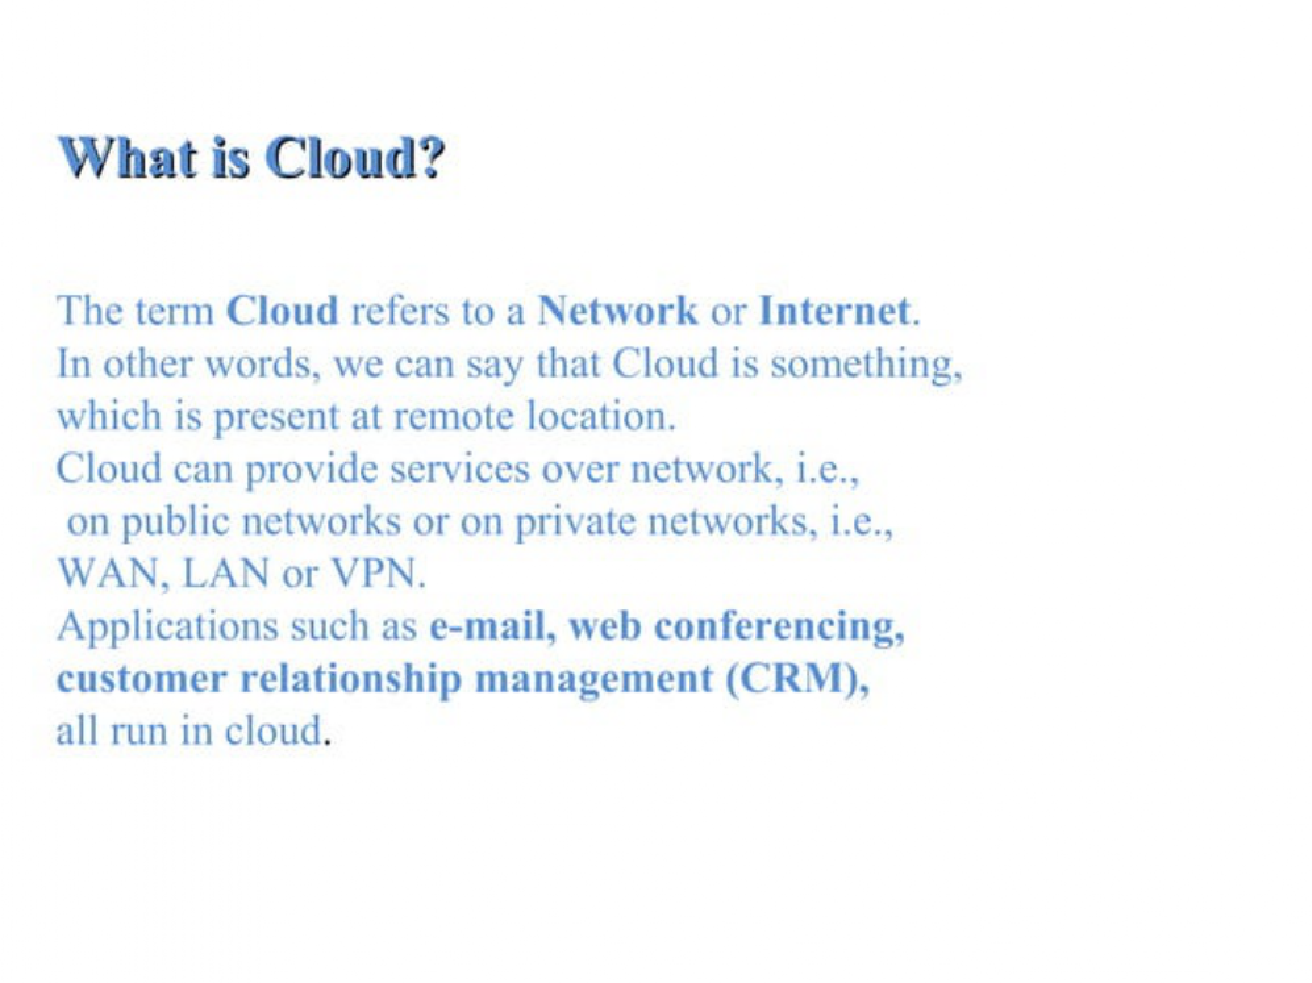 What is Cloud?
The term Cloud refers to a Network or Internet.
In other words, we can say that Cloud is something,
which is present at remote location.
Cloud can provide services over network, i.e.,
on public networks or on private networks, i.e.,
WAN, LAN or VPN.
Applications such as e-mail, web conferencing,
customer relationship management (CRM),
all run in cloud.